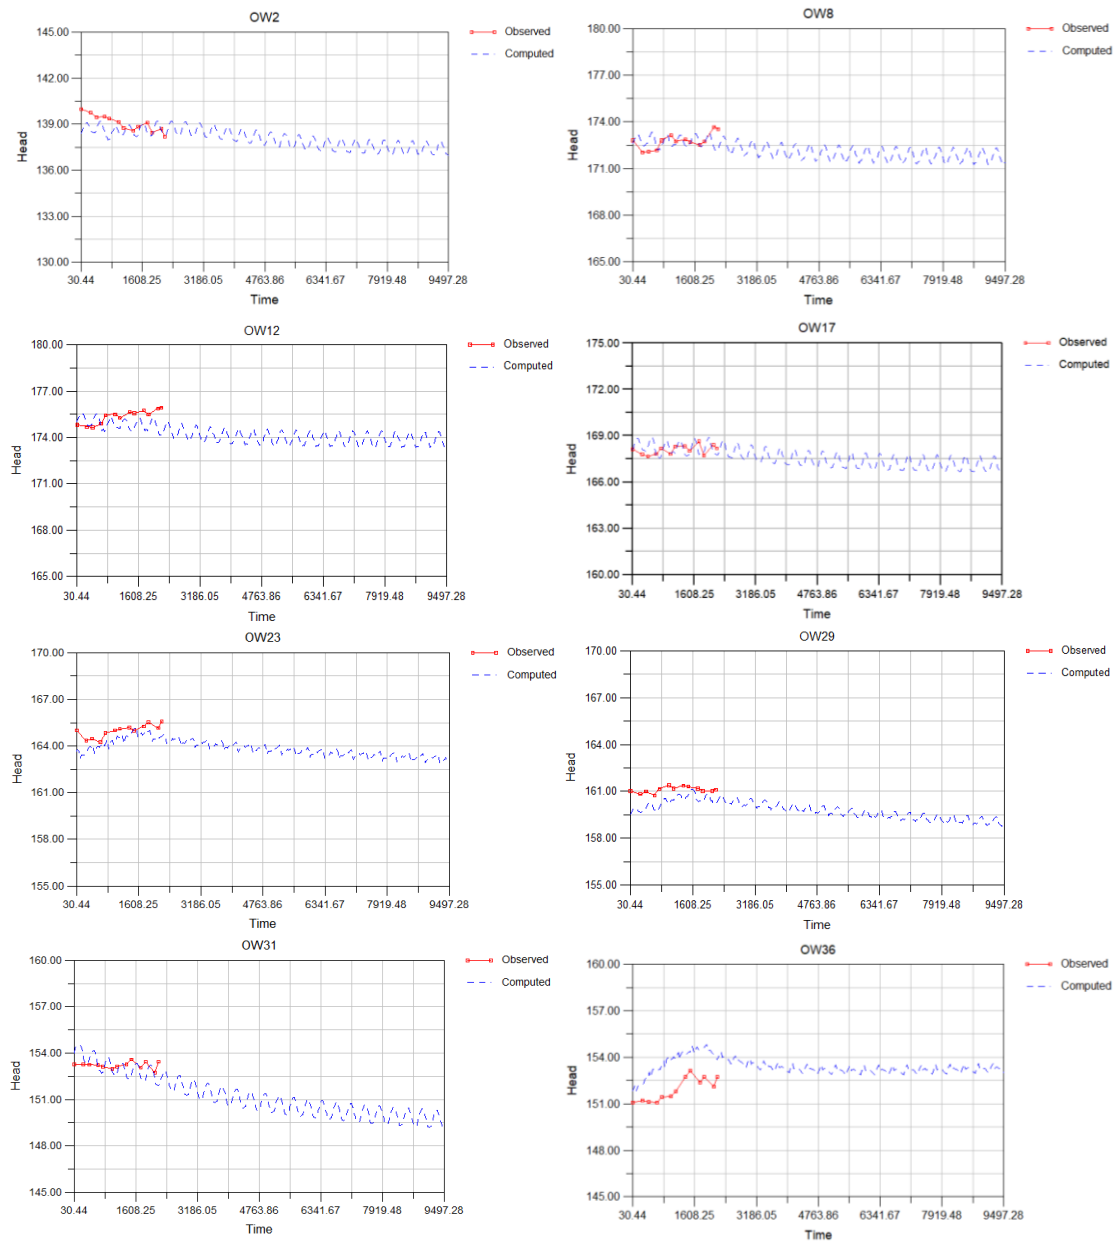 OW2
Observed
Computed
145.00
142.00
139.00
136.00
133.00
130.00
Head
30.44 1608.25 3186.05 4763.86 6341.67 7919.48 9497.28
Time
OW8
Observed
Computed
180.00
177.00
174.00
171.00
168.00
165.00
Head
30.44 1608.25 3186.05 4763.86 6341.67 7919.48 9497.28
Time
OW12
Observed
Computed
180.00
177.00
174.00
171.00
168.00
165.00
Head
30.44 1608.25 3186.05 4763.86 6341.67 7919.48 9497.28
Time
OW17
Observed
Computed
175.00
172.00
169.00
166.00
163.00
160.00
Head
30.44 1608.25 3186.05 4763.86 6341.67 7919.48 9497.28
Time
OW23
Observed
Computed
170.00
167.00
164.00
161.00
158.00
155.00
Head
30.44 1608.25 3186.05 4763.86 6341.67 7919.48 9497.28
Time
OW29
Observed
Computed
170.00
167.00
164.00
161.00
158.00
155.00
Head
30.44 1608.25 3186.05 4763.86 6341.67 7919.48 9497.28
Time
OW31
Observed
Computed
160.00
157.00
154.00
151.00
148.00
145.00
Head
30.44 1608.25 3186.05 4763.86 6341.67 7919.48 9497.28
Time
OW36
Observed
Computed
160.00
157.00
154.00
151.00
148.00
145.00
Head
30.44 1608.25 3186.05 4763.86 6341.67 7919.48 9497.28
Time